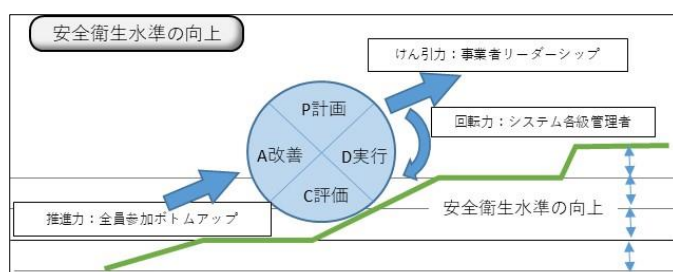 安全衛生水準の向上
けん引力：事業者リーダーシップ
P計画
回転力：システム各級管理者
A改善
D実行
C評価
推進力：全員参加ボトムアップ
安全衛生水準の向上